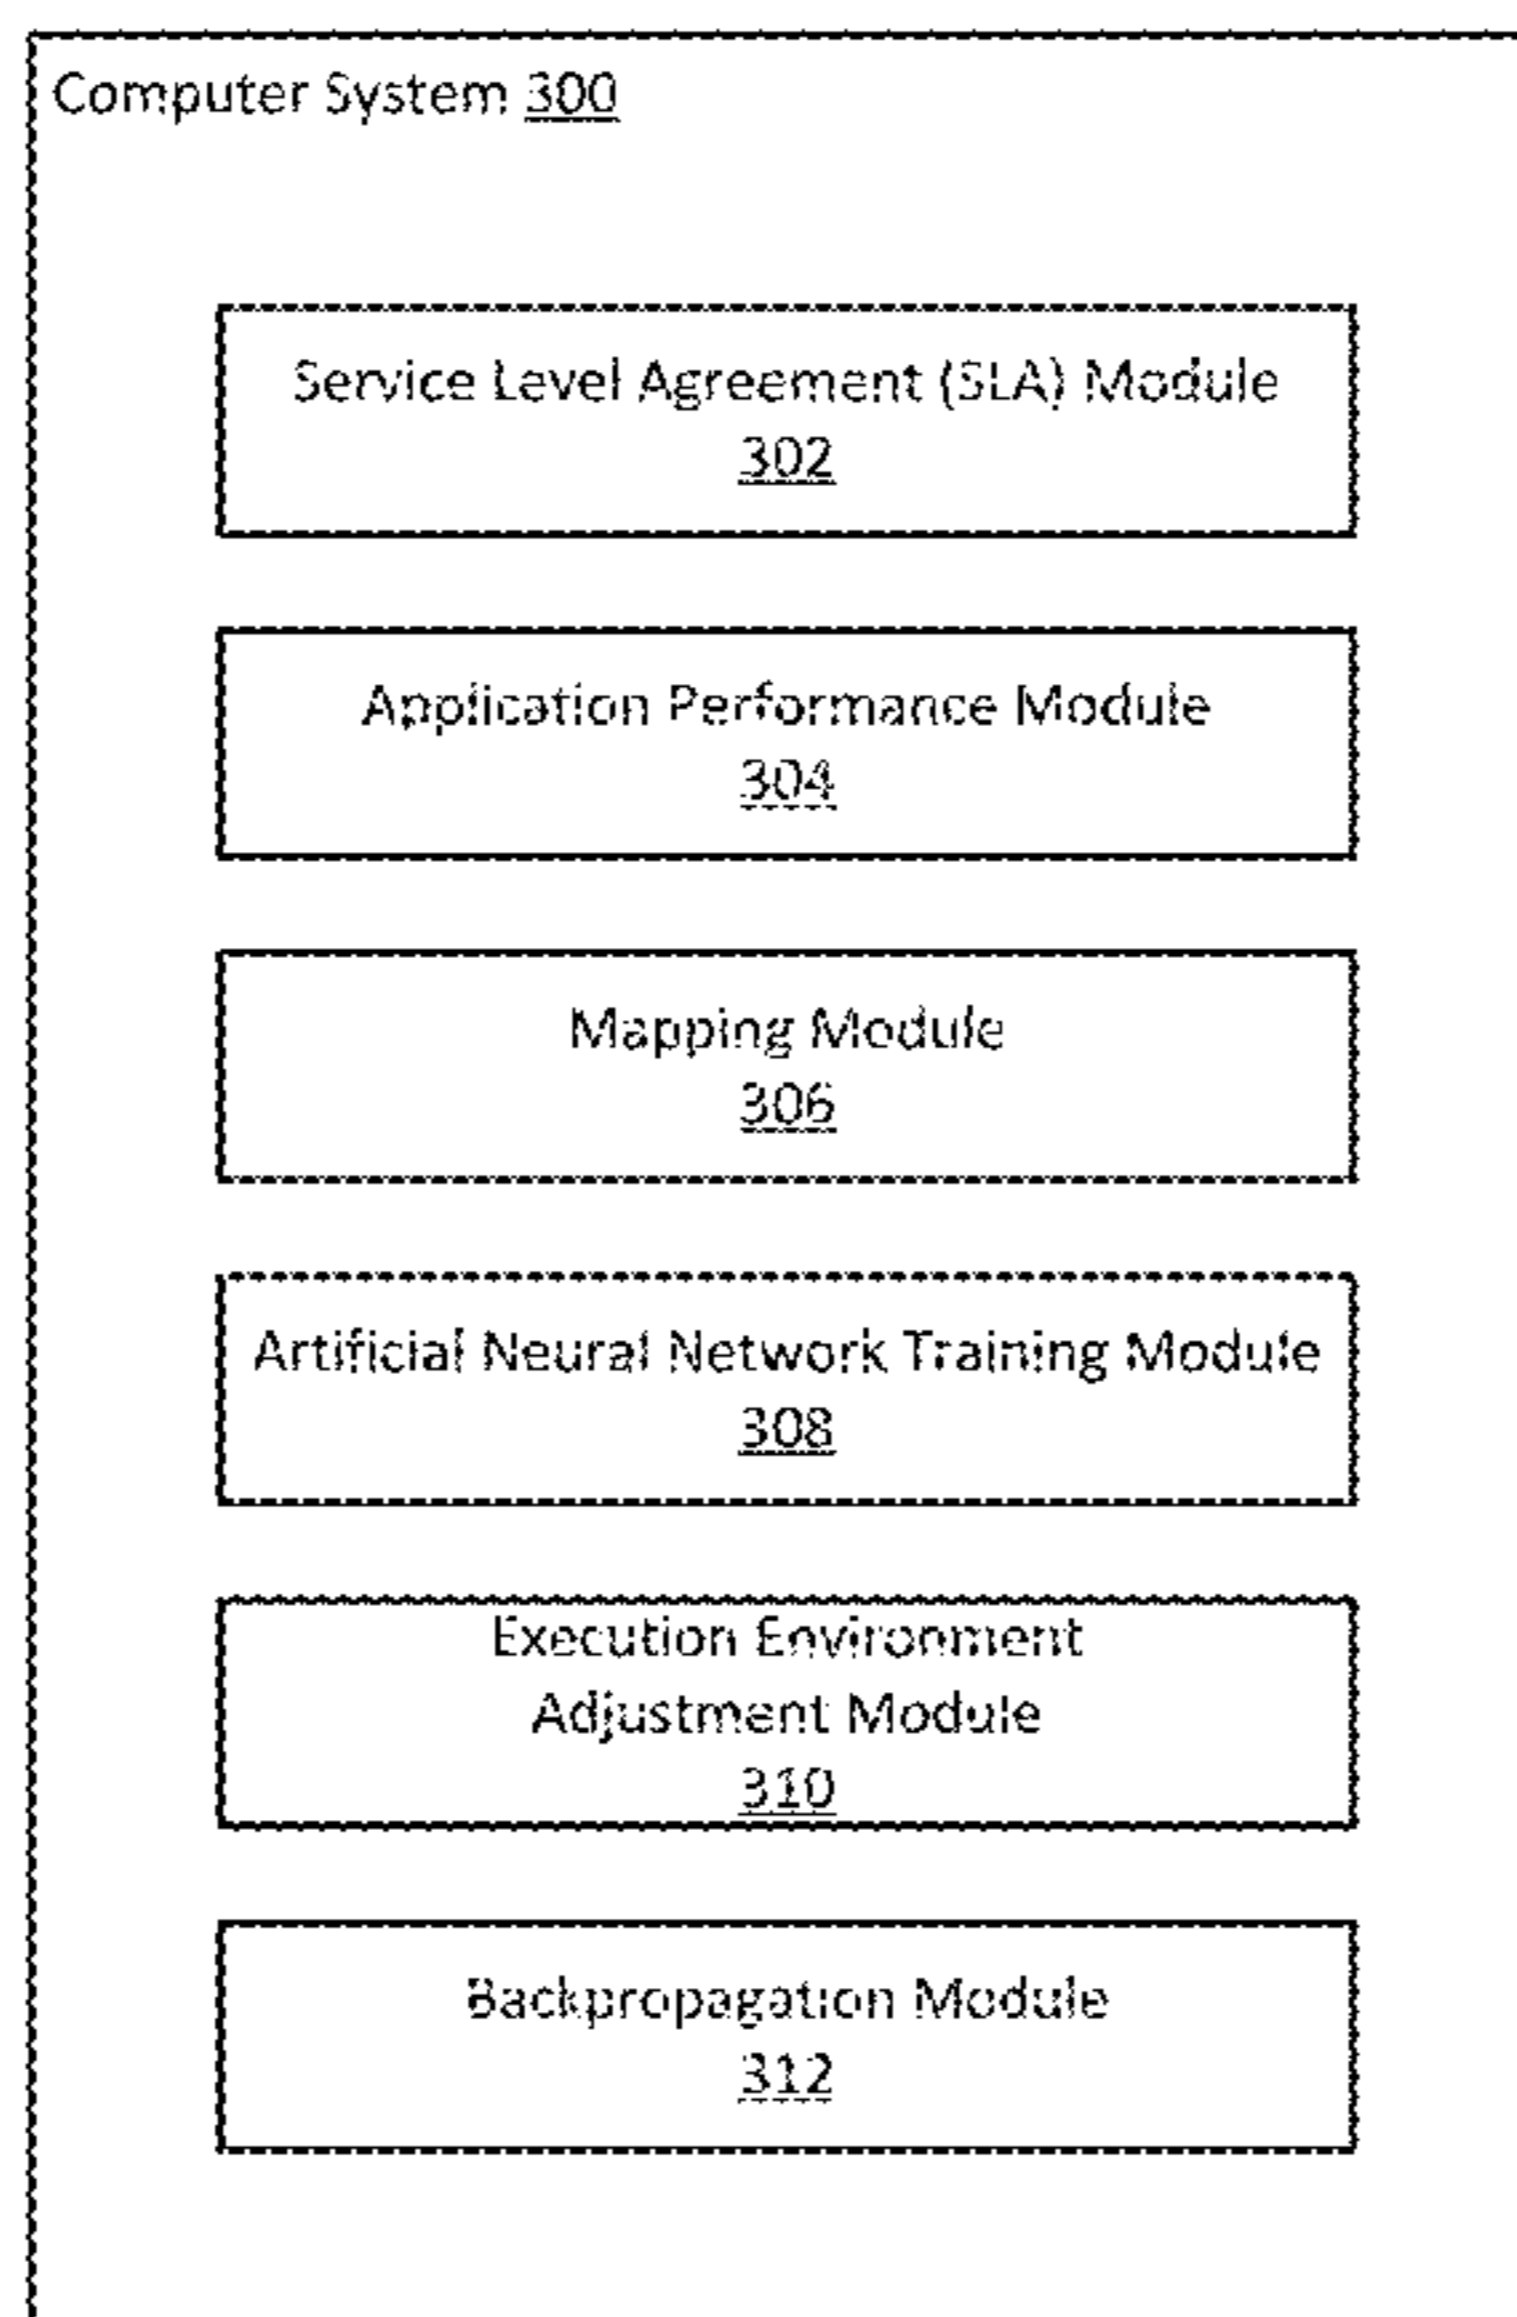 Computer System 300
Service Level Agreement (SLA) Module
302
Application Performance Module
304
Mapping Module
306
Artificial Neural Network Training Module
308
Execution Environment
Adjustment Module
310
Backpropagation Module
312